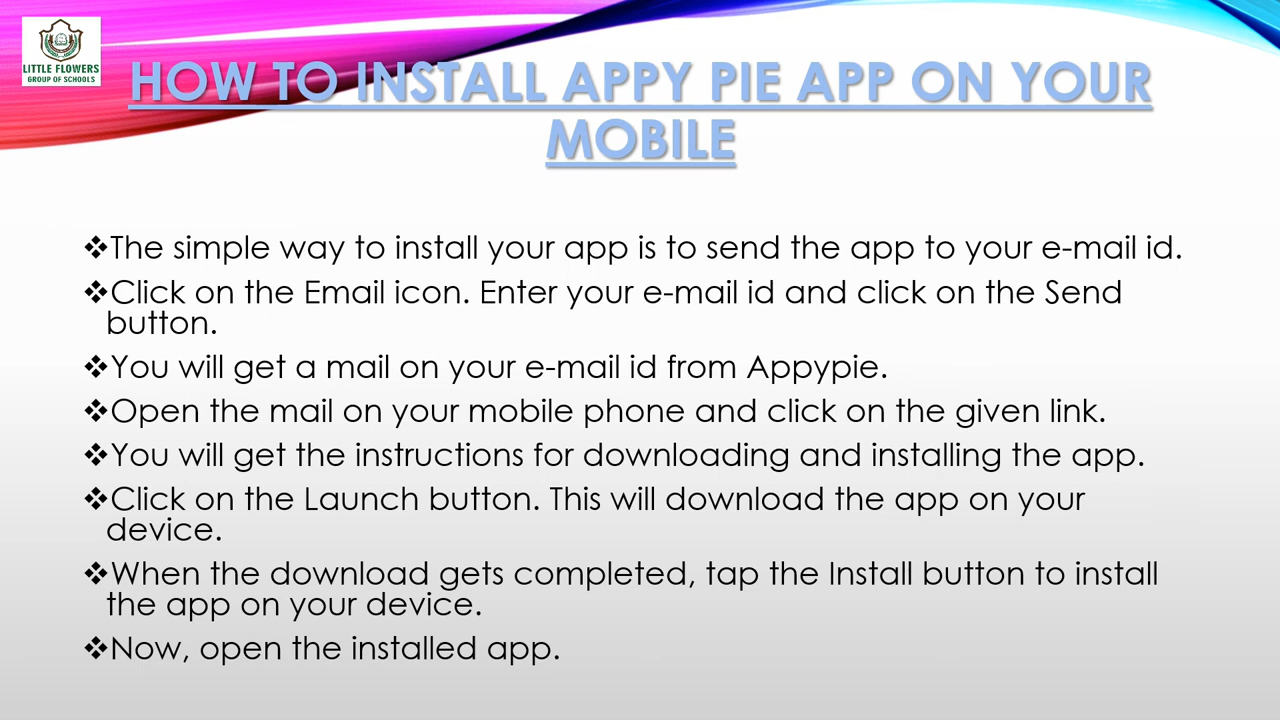 LITTLE FLOWERS
GROUP OF SCHOOLS
HOW TO INSTALL APPY PIE APP ON YOUR
MOBILE
❖The simple way to install your app is to send the app to your e-mail id.
❖Click on the Email icon. Enter your e-mail id and click on the Send
button.
❖You will get a mail on your e-mail id from Appypie.
❖Open the mail on your mobile phone and click on the given link.
❖You will get the instructions for downloading and installing the app.
❖Click on the Launch button. This will download the app on your
device.
❖When the download gets completed, tap the Install button to install
the app on your device.
❖Now, open the installed app.